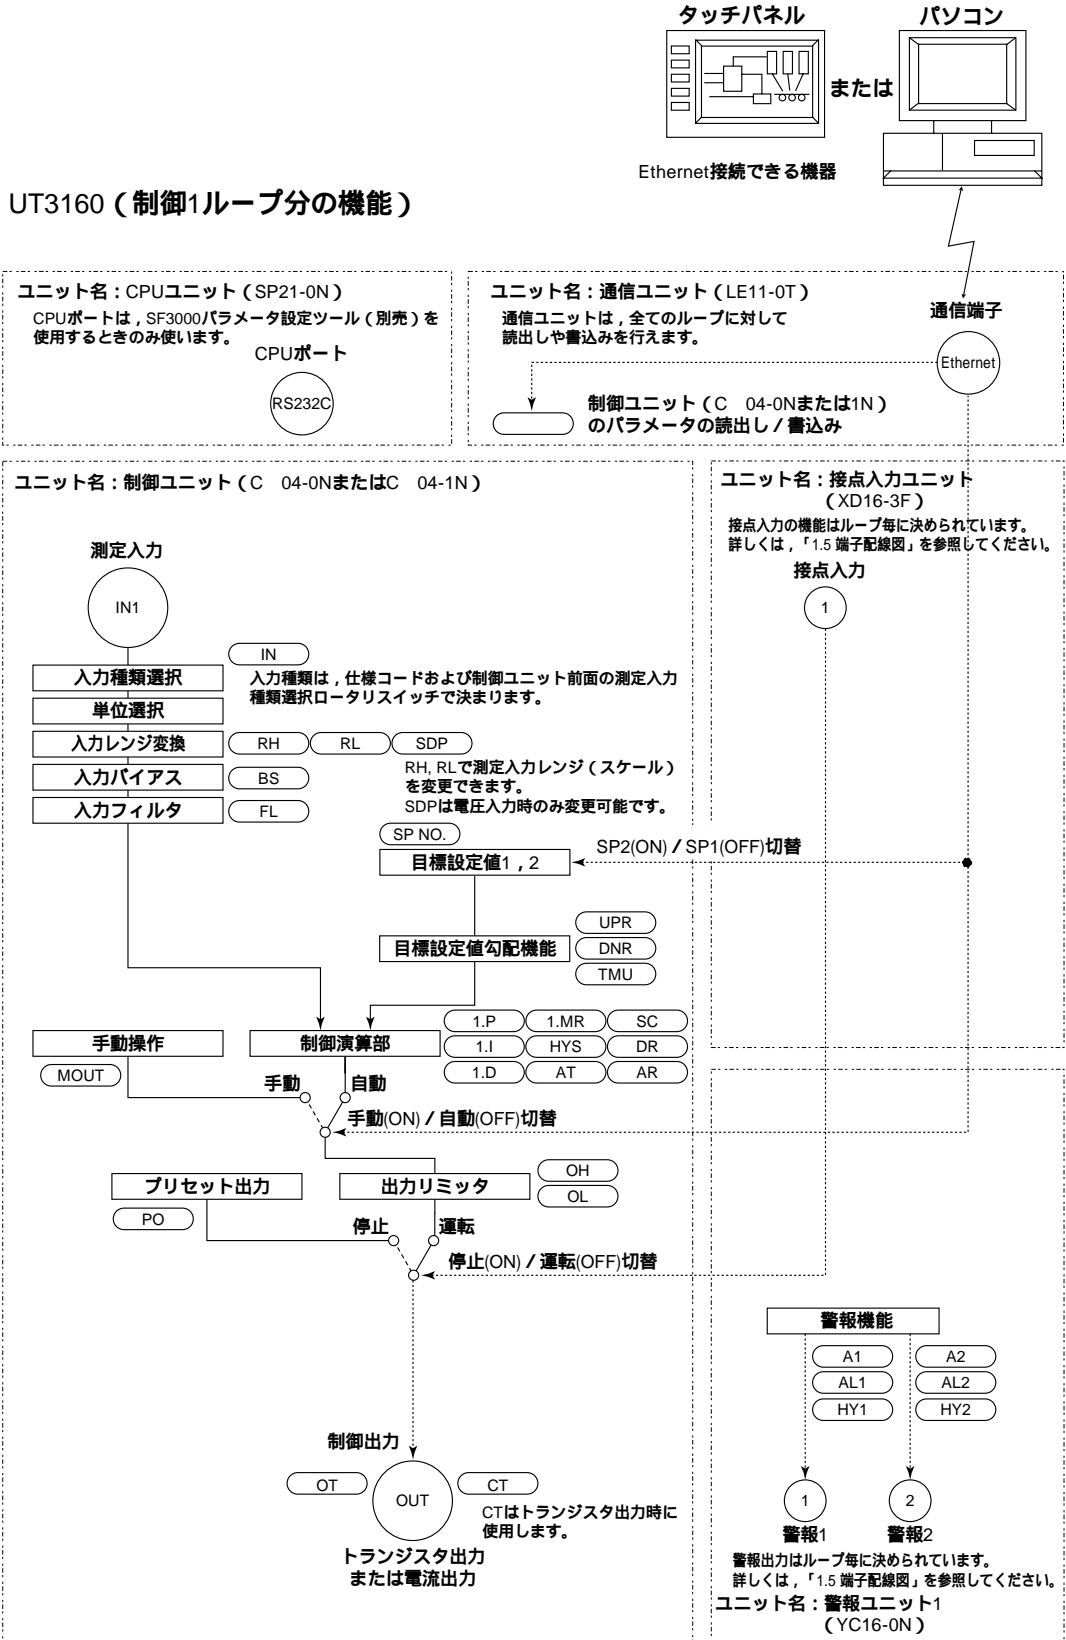 タッチパネル
パソコン
または
Ethernet接続できる機器
UT3160（制御1ループ分の機能）
ユニット名：CPUユニット（SP21-0N）
CPUポートは，SF3000パラメータ設定ツール（別売）を
使用するときのみ使います。
CPUポート
RS232C
ユニット名：通信ユニット（LE11-0T）
通信ユニットは，全てのループに対して
読出しや書込みを行えます。
通信端子
Ethernet
制御ユニット（C　04-0Nまたは1N）
のパラメータの読出し／書込み
ユニット名：制御ユニット（C　04-0NまたはC　04-1N）
測定入力
IN1
IN
入力種類選択
入力種類は，仕様コードおよび制御ユニット前面の測定入力
種類選択ロータリスイッチで決まります。
単位選択
入力レンジ変換
RH
RL
SDP
RH, RLで測定入力レンジ（スケール）
を変更できます。
SDPは電圧入力時のみ変更可能です。
入力バイアス
BS
入力フィルタ
FL
SP NO.
目標設定値1，2
SP2(ON)／SP1(OFF)切替
目標設定値勾配機能
UPR
DNR
TMU
手動操作
MOUT
制御演算部
1.P
1.MR
SC
1.I
HYS
DR
1.D
AT
AR
手動
自動
手動(ON)／自動(OFF)切替
プリセット出力
PO
出力リミッタ
OH
OL
停止
運転
停止(ON)／運転(OFF)切替
制御出力
OT
OUT
CT
CTはトランジスタ出力時に
使用します。
トランジスタ出力
または電流出力
ユニット名：接点入力ユニット
（XD16-3F）
接点入力の機能はループ毎に決められています。
詳しくは，「1.5 端子配線図」を参照してください。
接点入力
1
警報機能
A1
A2
AL1
AL2
HY1
HY2
1
2
警報1
警報2
警報出力はループ毎に決められています。
詳しくは，「1.5 端子配線図」を参照してください。
ユニット名：警報ユニット1
（YC16-0N）